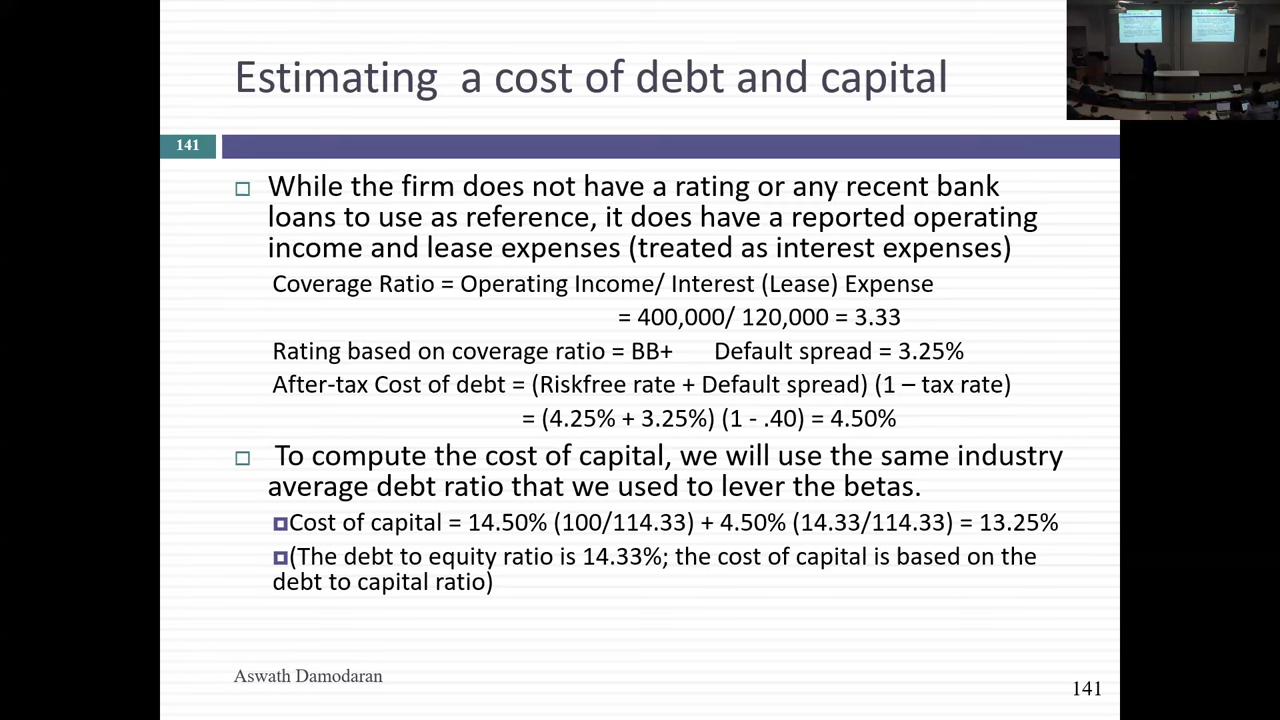 Estimating a cost of debt and capital
141
While the firm does not have a rating or any recent bank
loans to use as reference, it does have a reported operating
income and lease expenses (treated as interest expenses)
Coverage Ratio = Operating Income/ Interest (Lease) Expense
= 400,000/ 120,000 = 3.33
Rating based on coverage ratio = BB+ Default spread = 3.25%
After-tax Cost of debt = (Riskfree rate + Default spread) (1 – tax rate)
= (4.25% + 3.25%) (1 - .40) = 4.50%
To compute the cost of capital, we will use the same industry
average debt ratio that we used to lever the betas.
Cost of capital = 14.50% (100/114.33) + 4.50% (14.33/114.33) = 13.25%
(The debt to equity ratio is 14.33%; the cost of capital is based on the
debt to capital ratio)
Aswath Damodaran
141